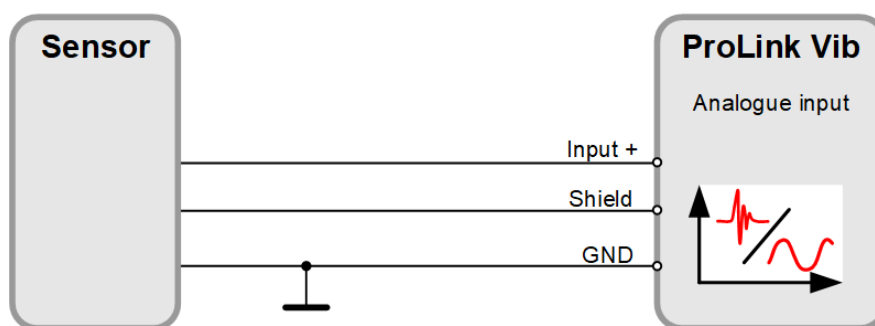 Sensor
ProLink Vib
Analogue input
Input +
Shield
GND